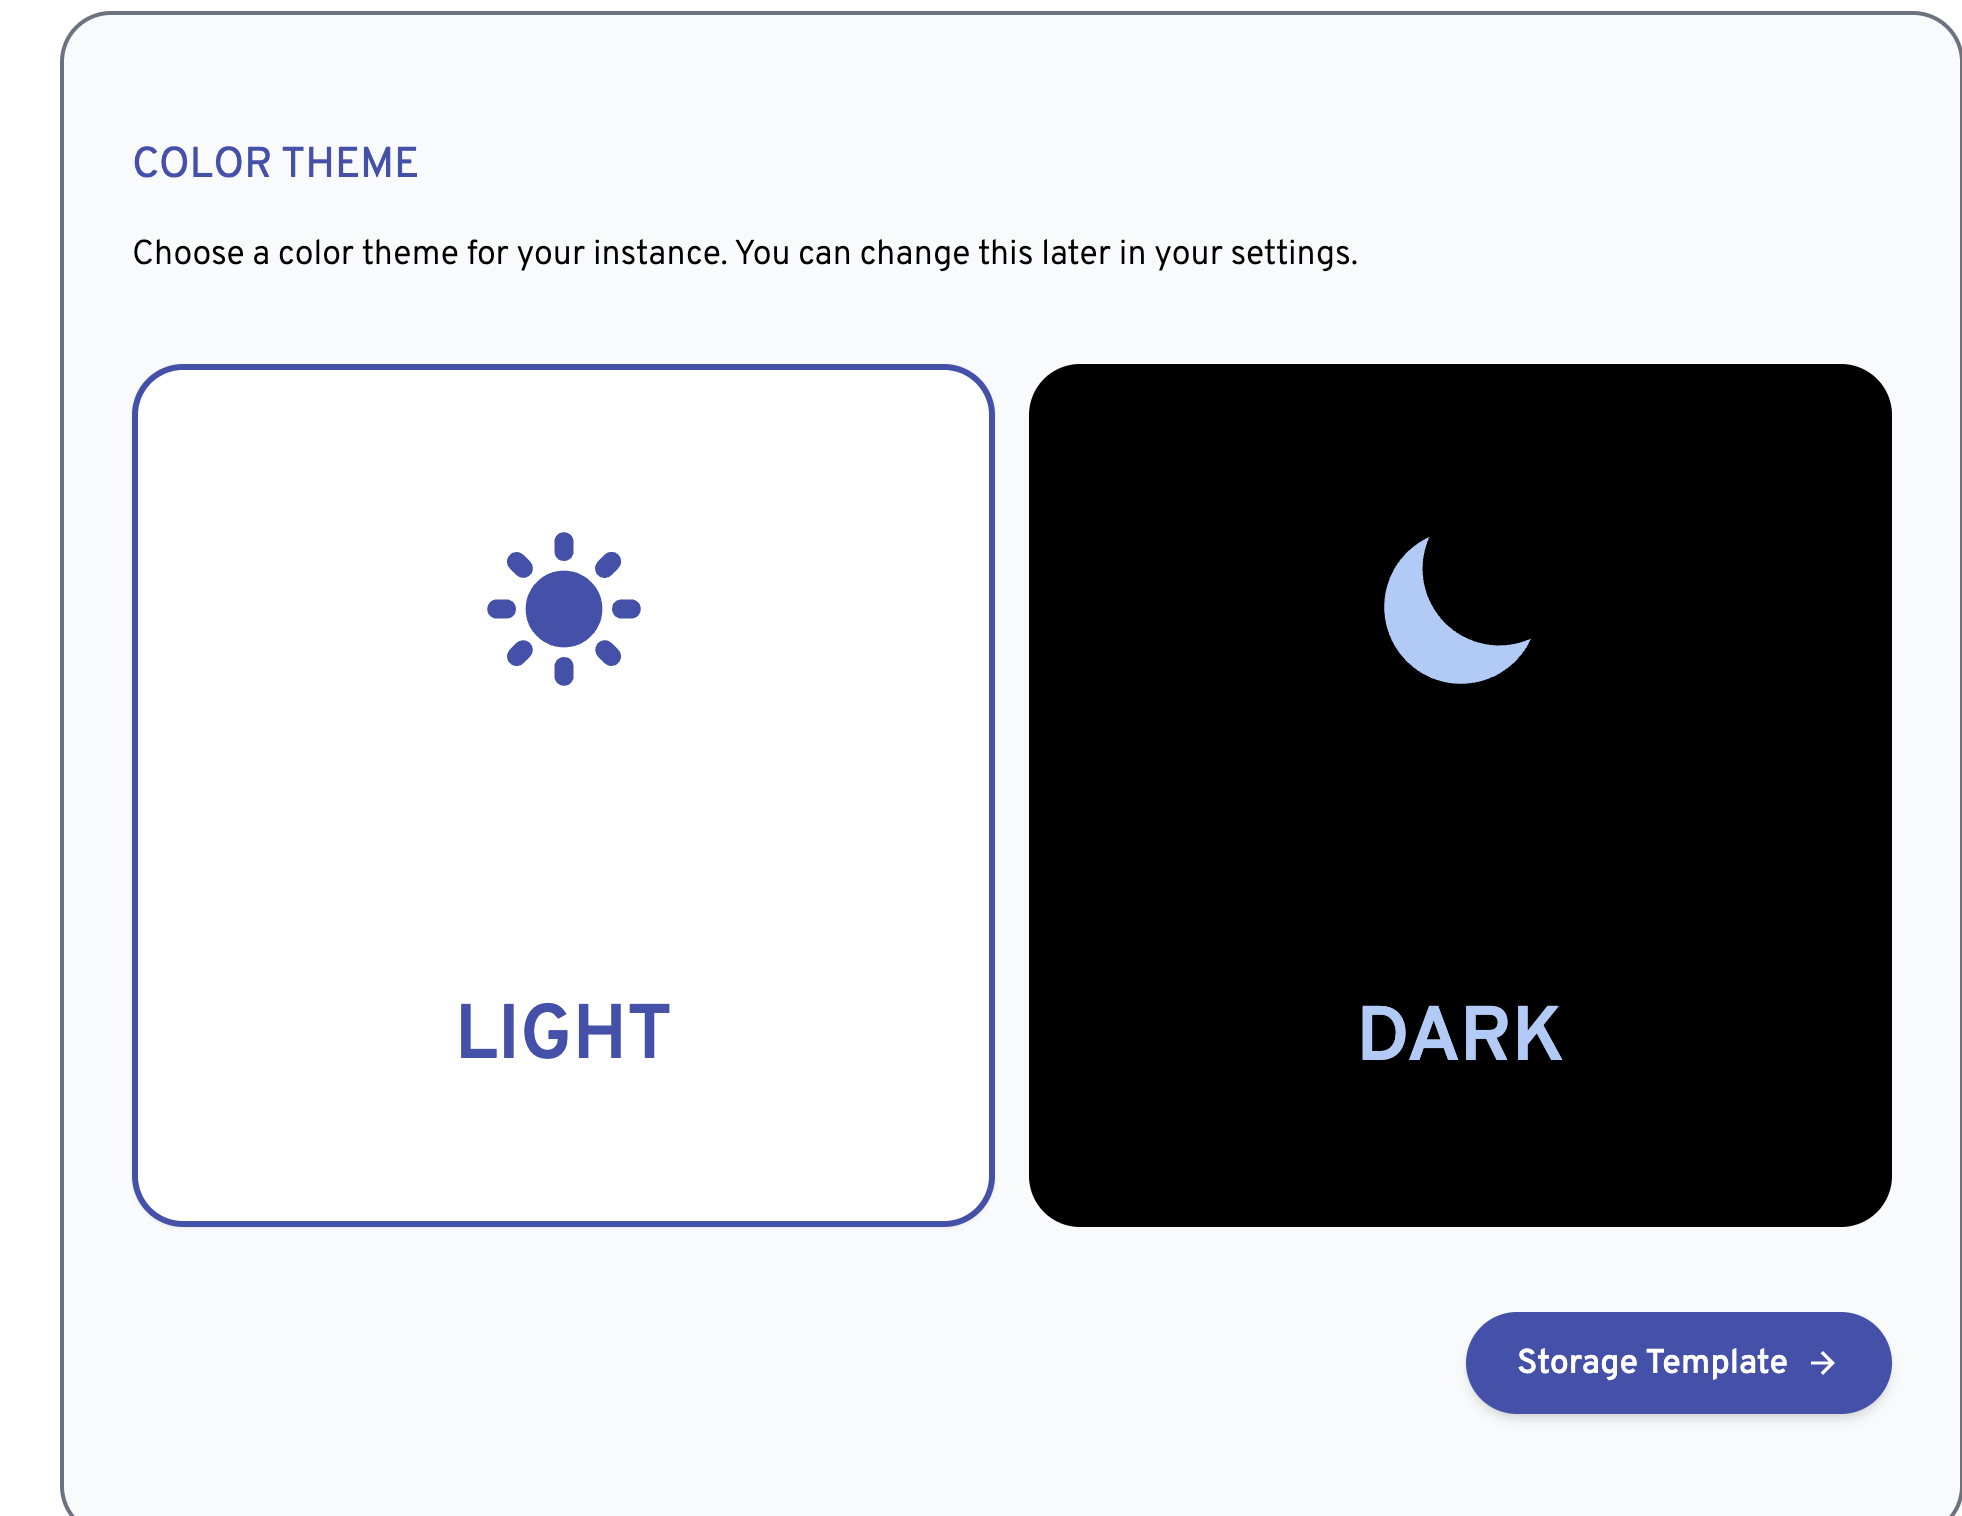 COLOR THEME
Choose a color theme for your instance. You can change this later in your settings.
LIGHT
DARK
Storage Template